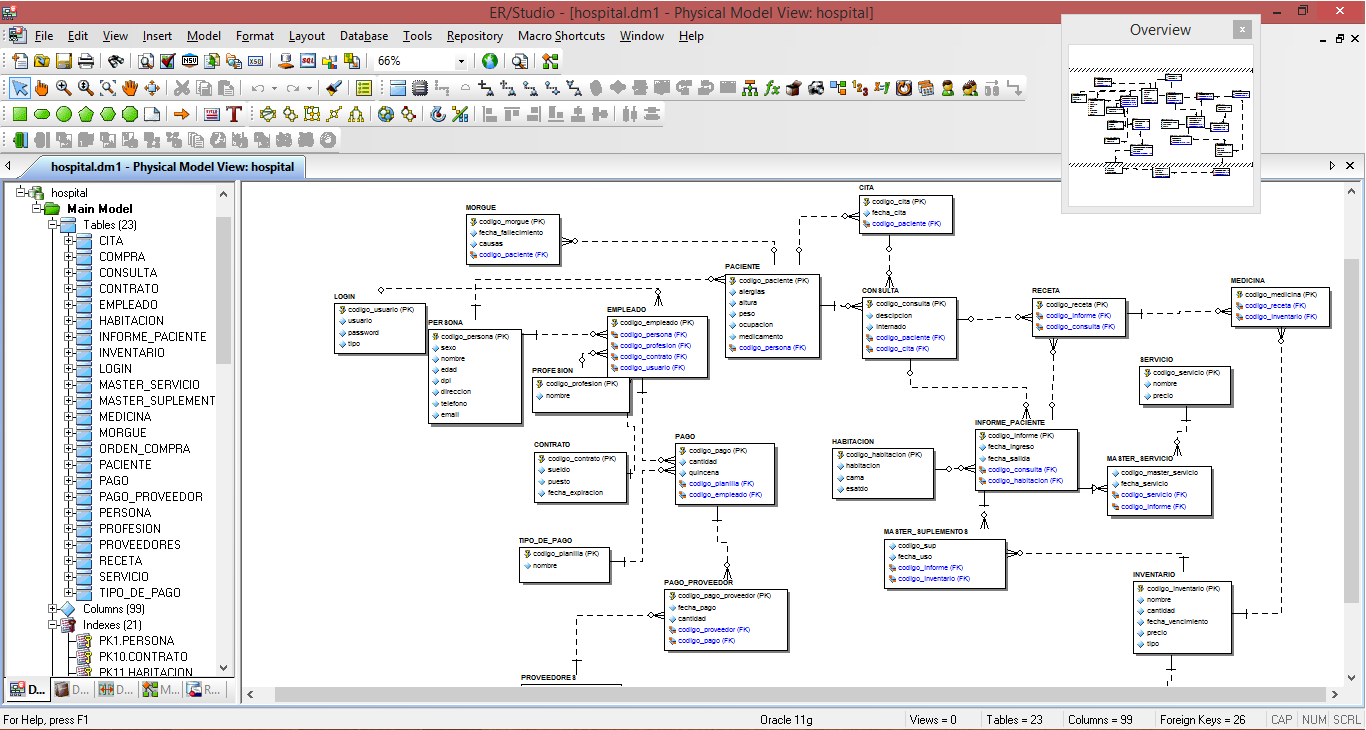 ER/Studio - [hospital.dm1 - Physical Model View: hospital]
File Edit View Insert Model Format Layout Database Tools Repository Macro Shortcuts Window Help
66%
Overview
hospital.dm1 - Physical Model View: hospital
hospital
Main Model
Tables (23)
CITA
COMPRA
CONSULTA
CONTRATO
EMPLEADO
HABITACION
INFORME_PACIENTE
INVENTARIO
LOGIN
MASTER_SERVICIO
MASTER_SUPLEMENT
MEDICINA
MORGUE
ORDEN_COMPRA
PACIENTE
PAGO
PAGO_PROVEEDOR
PERSONA
PROFESION
PROVEEDORES
RECETA
SERVICIO
TIPO_DE_PAGO
Columns (99)
Indexes (21)
PK1.PERSONA
PK10.CONTRATO
PK11.HABITACION
D... D... D... M... R...
CITA
codigo_cita (PK)
fecha_cita
codigo_paciente (FK)
MORGUE
codigo_morgue (PK)
fecha_fallecimiento
causas
codigo_paciente (FK)
PACIENTE
codigo_paciente (PK)
alergias
altura
peso
ocupacion
medicamento
codigo_persona (FK)
LOGIN
codigo_usuario (PK)
usuario
password
tipo
PERSONA
codigo_persona (PK)
sexo
nombre
edad
dpi
direccion
telefono
email
EMPLEADO
codigo_empleado (PK)
codigo_persona (FK)
codigo_profesion (FK)
codigo_contrato (FK)
codigo_usuario (FK)
PROFESION
codigo_profesion (PK)
nombre
CONSULTA
codigo_consulta (PK)
descipcion
internado
codigo_paciente (FK)
codigo_cita (FK)
RECETA
codigo_receta (PK)
codigo_informe (FK)
codigo_consulta (FK)
MEDICINA
codigo_medicina (PK)
codigo_receta (FK)
codigo_inventario (FK)
SERVICIO
codigo_servicio (PK)
nombre
precio
CONTRATO
codigo_contrato (PK)
sueldo
puesto
fecha_expiracion
PAGO
codigo_pago (PK)
cantidad
quincena
codigo_planilla (FK)
codigo_empleado (FK)
HABITACION
codigo_habitacion (PK)
habitacion
cama
esatdo
INFORME_PACIENTE
codigo_informe (PK)
fecha_ingreso
fecha_salida
codigo_consulta (FK)
codigo_habitacion (FK)
MASTER_SERVICIO
codigo_master_servicio
fecha_servicio
codigo_servicio (FK)
codigo_informe (FK)
TIPO_DE_PAGO
codigo_planilla (PK)
nombre
MASTER_SUPLEMENTOS
codigo_sup
fecha_uso
codigo_informe (FK)
codigo_inventario (FK)
PAGO_PROVEEDOR
codigo_pago_proveedor (PK)
fecha_pago
cantidad
codigo_proveedor (FK)
codigo_pago (FK)
INVENTARIO
codigo_inventario (PK)
nombre
cantidad
fecha_vencimiento
precio
tipo
PROVEEDORES
For Help, press F1 Oracle 11g Views = 0 Tables = 23 Columns = 99 Foreign Keys = 26 CAP NUM SCRL